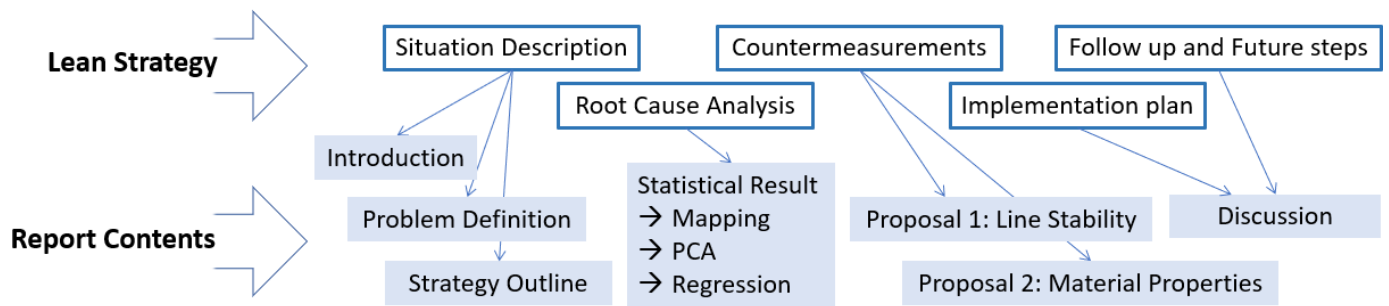 Lean Strategy
Situation Description
Countermeasurements
Follow up and Future steps
Root Cause Analysis
Implementation plan
Report Contents
Introduction
Problem Definition
Strategy Outline
Statistical Result
→ Mapping
→ PCA
→ Regression
Proposal 1: Line Stability
Proposal 2: Material Properties
Discussion